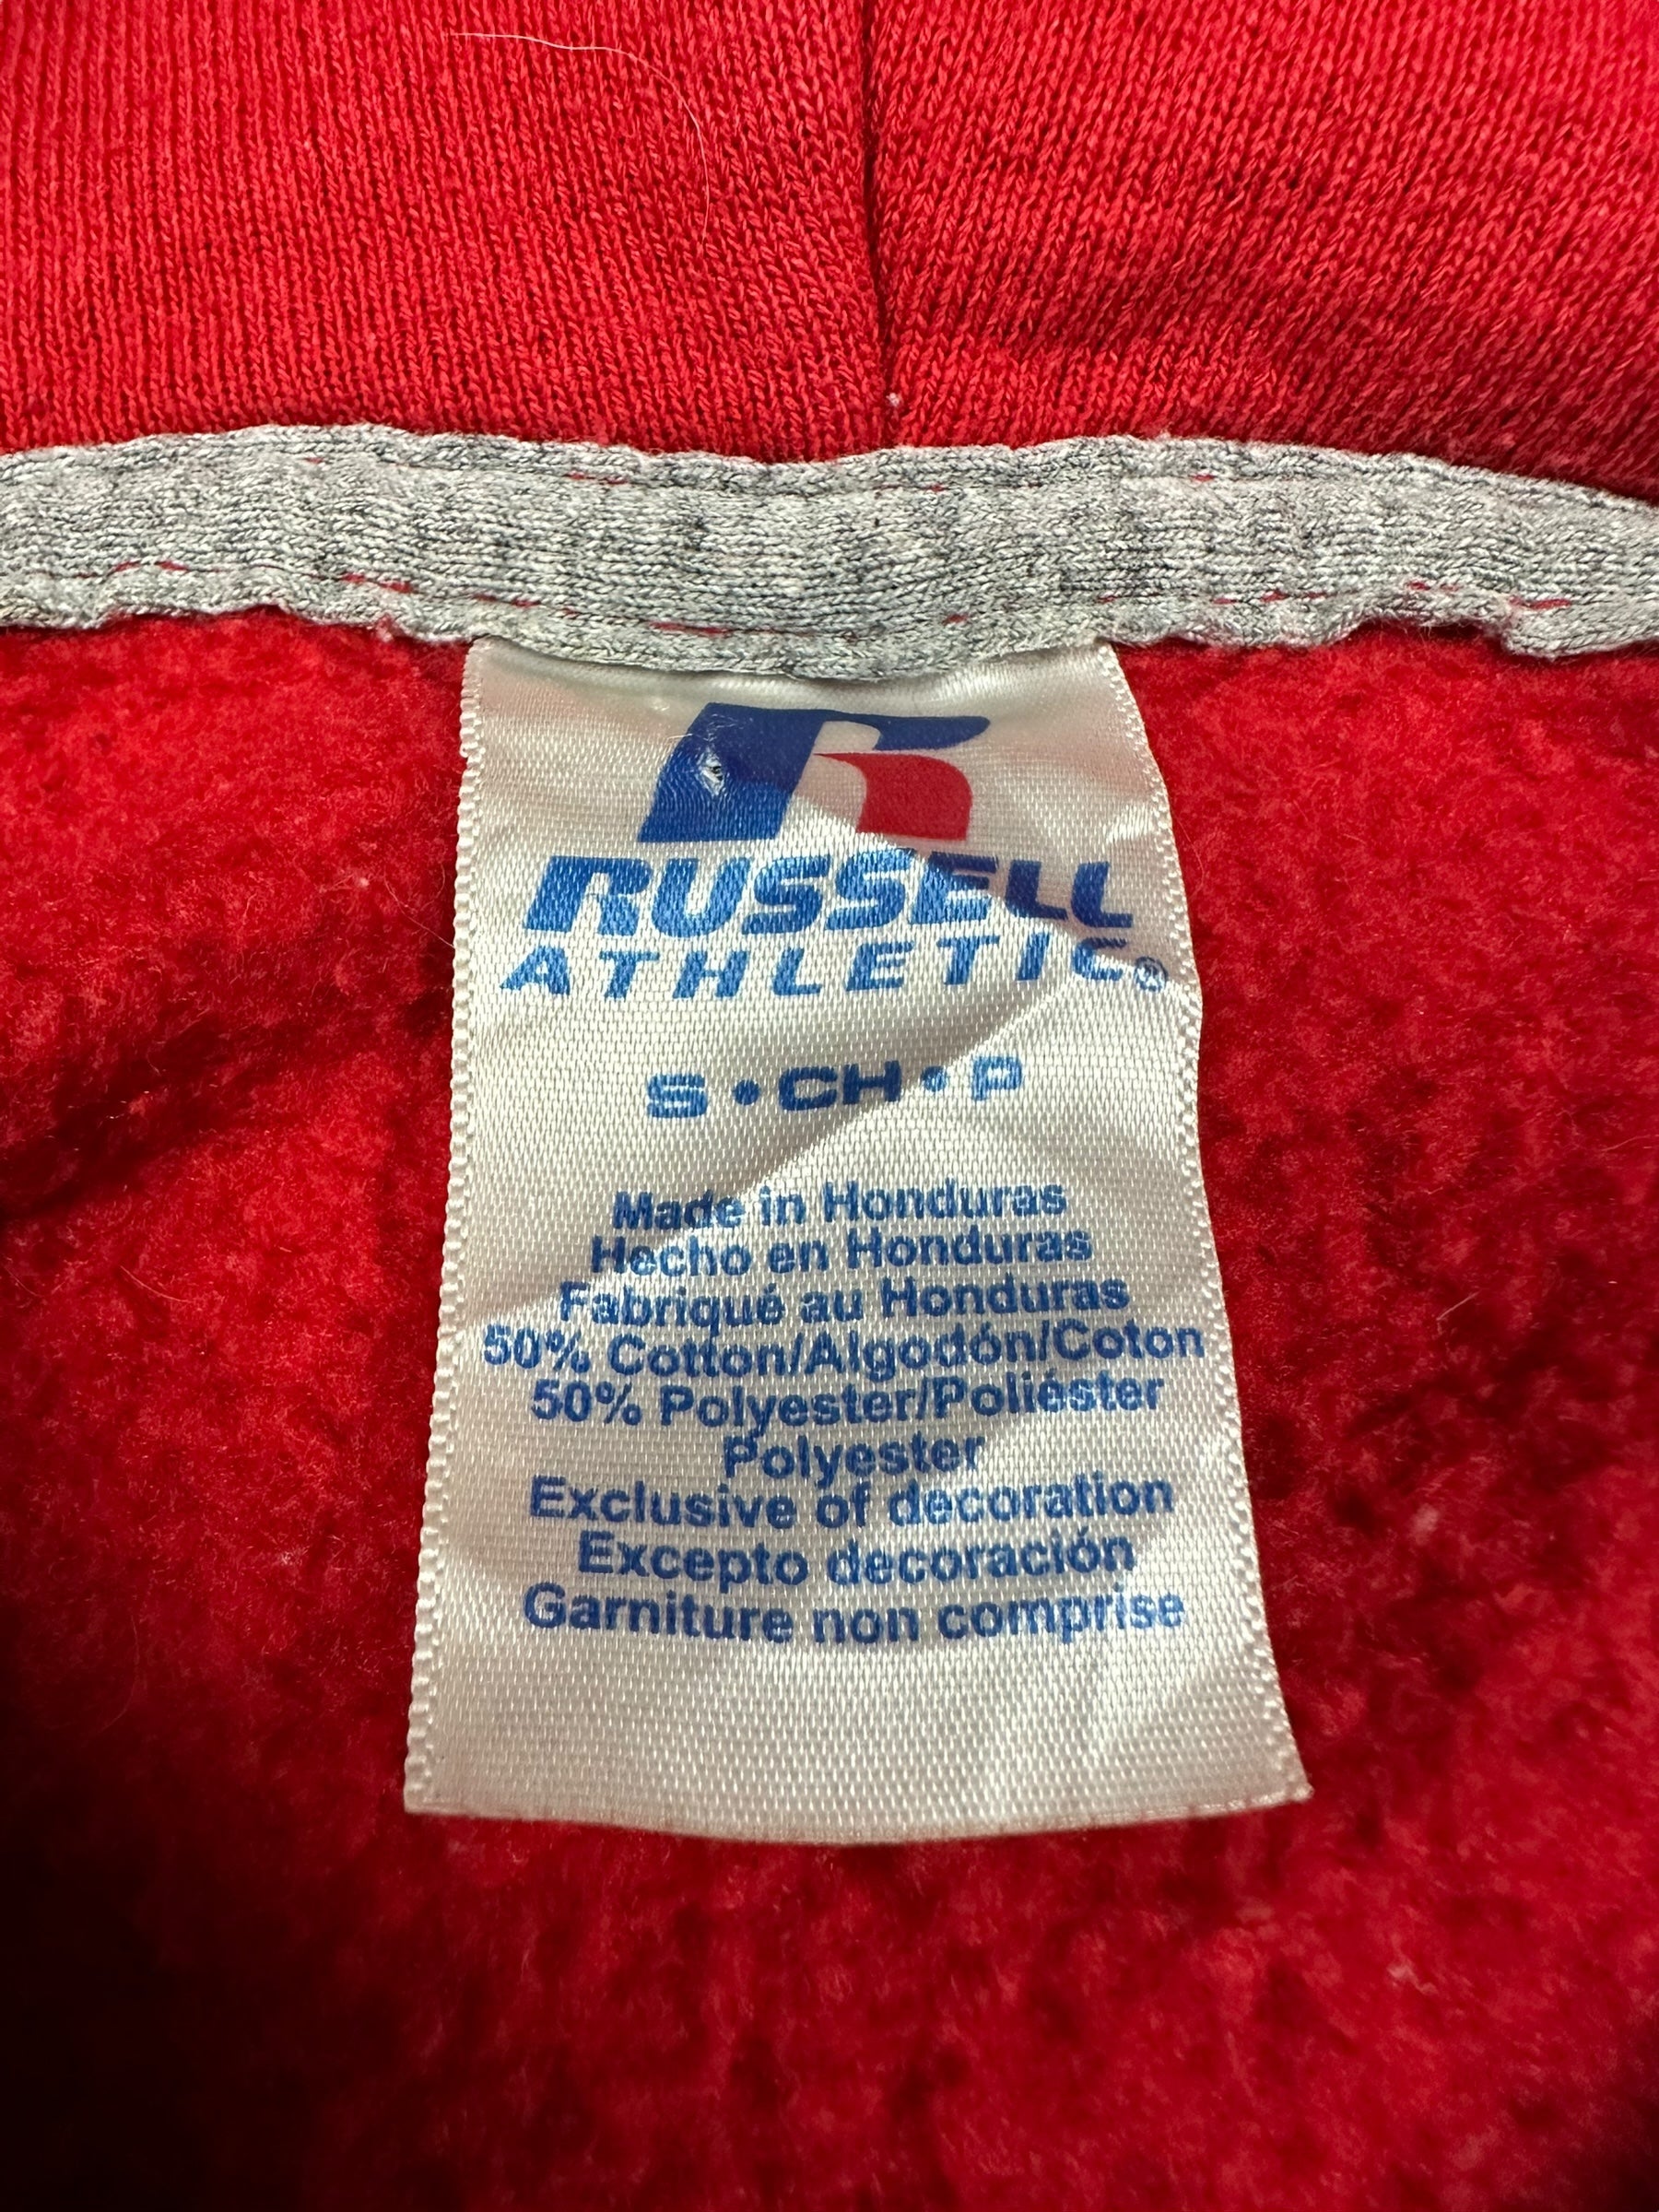 RUSSELL
ATHLETIC®
S • CH • P
Made in Honduras
Hecho en Honduras
Fabriqué au Honduras
50% Cotton/Algodón/Coton
50% Polyester/Poliéster
Polyester
Exclusive of decoration
Excepto decoración
Garniture non comprise